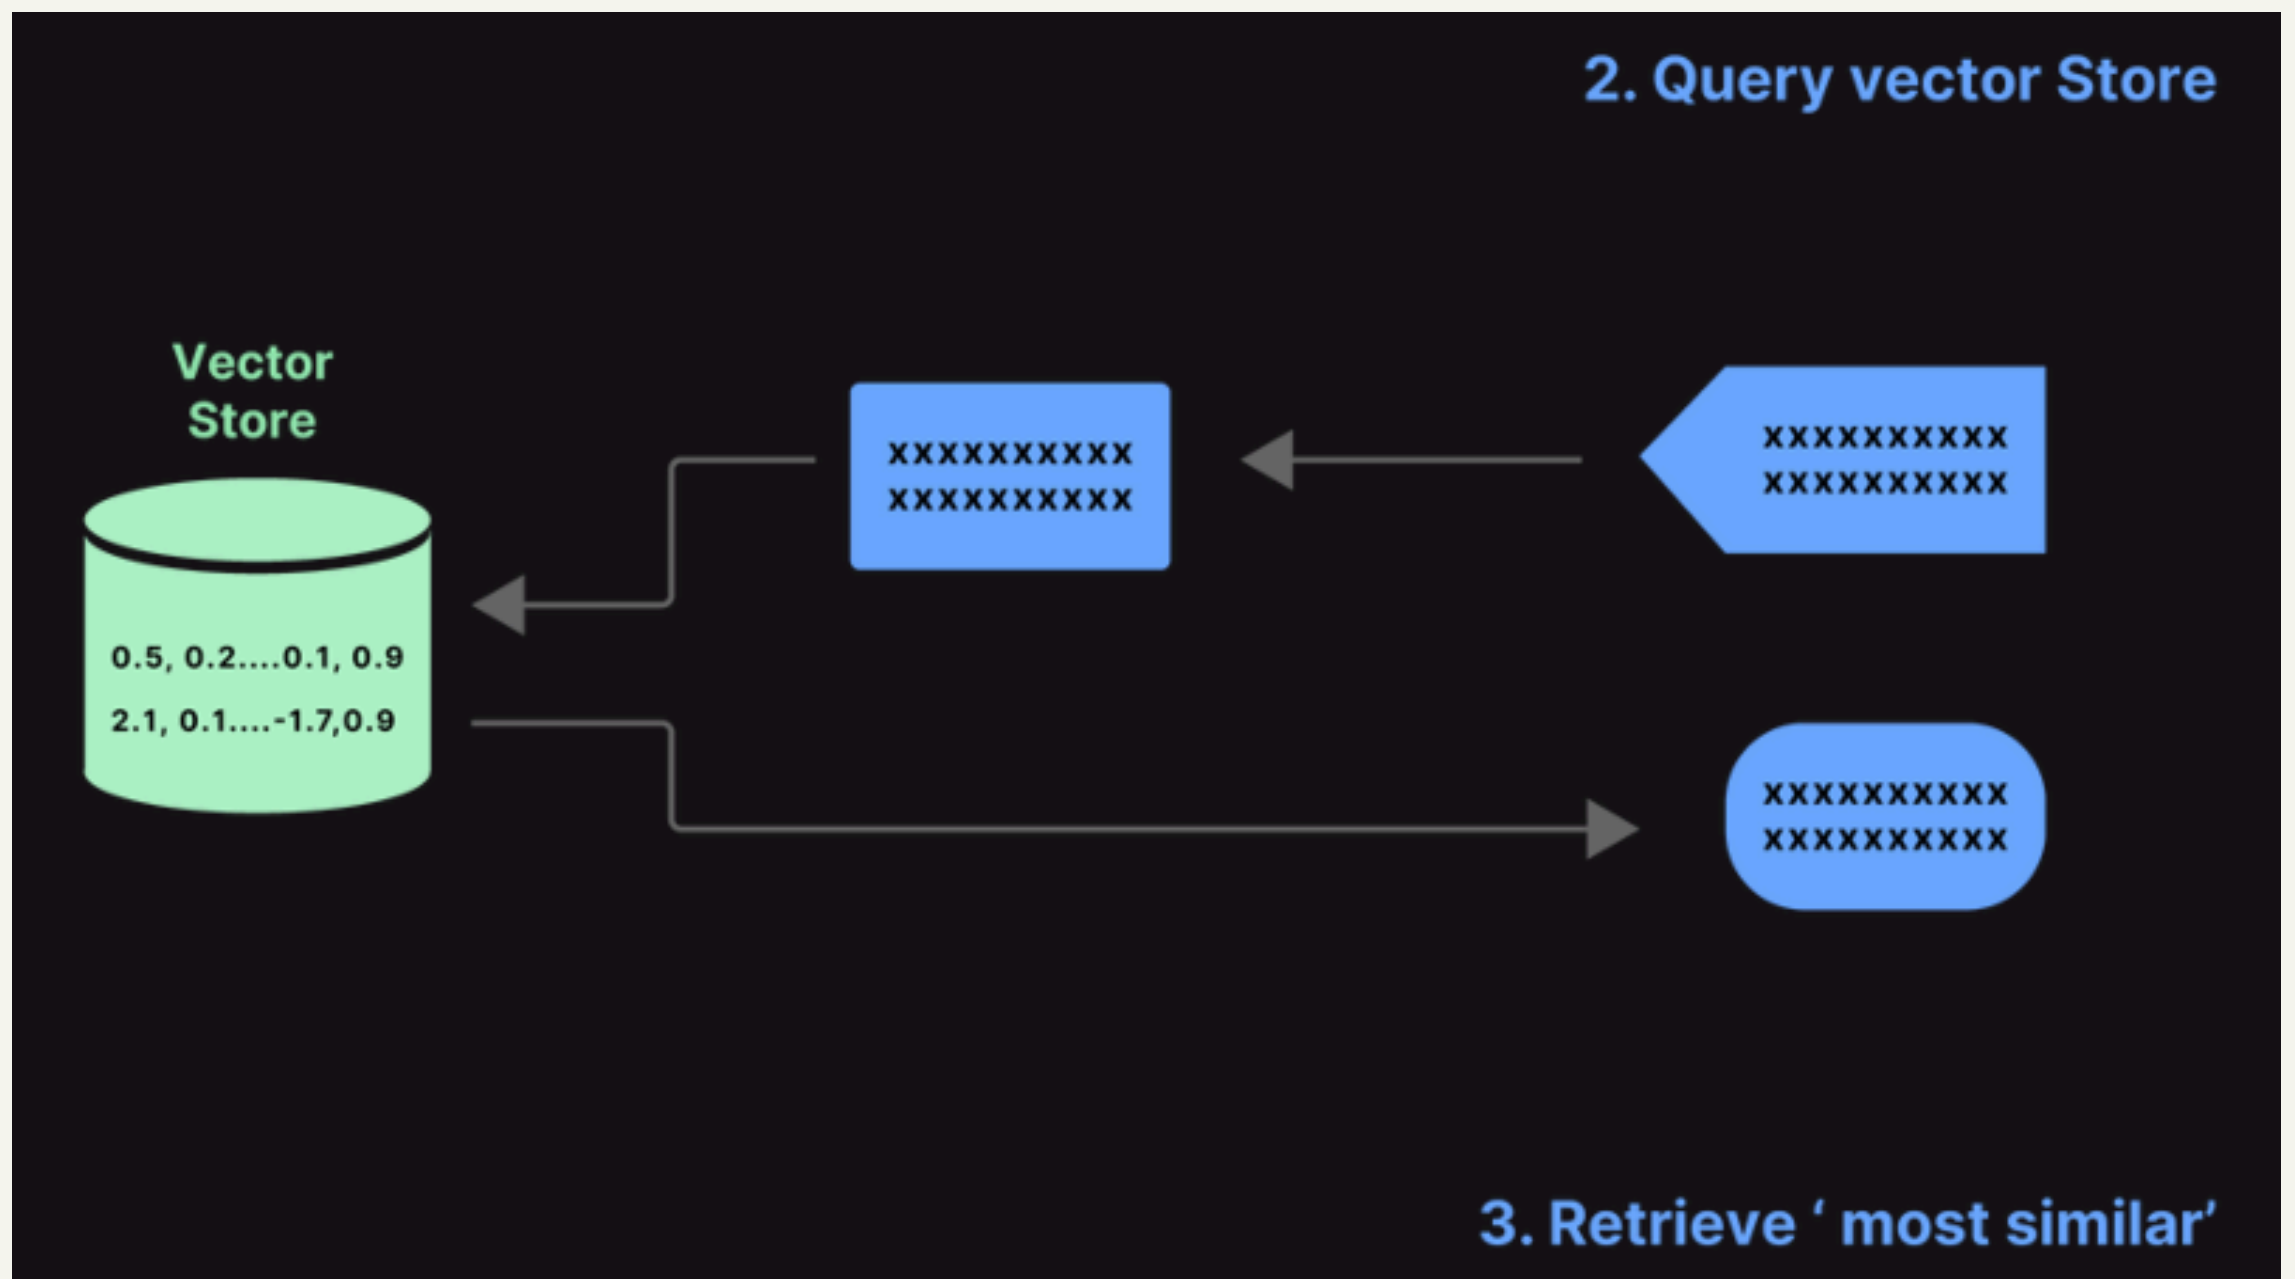 2. Query vector Store
Vector
Store
xxxxxxxxxx
xxxxxxxxxx
xxxxxxxxxx
xxxxxxxxxx
0.5, 0.2....0.1, 0.9
2.1, 0.1....-1.7,0.9
xxxxxxxxxx
xxxxxxxxxx
3. Retrieve ‘ most similar’